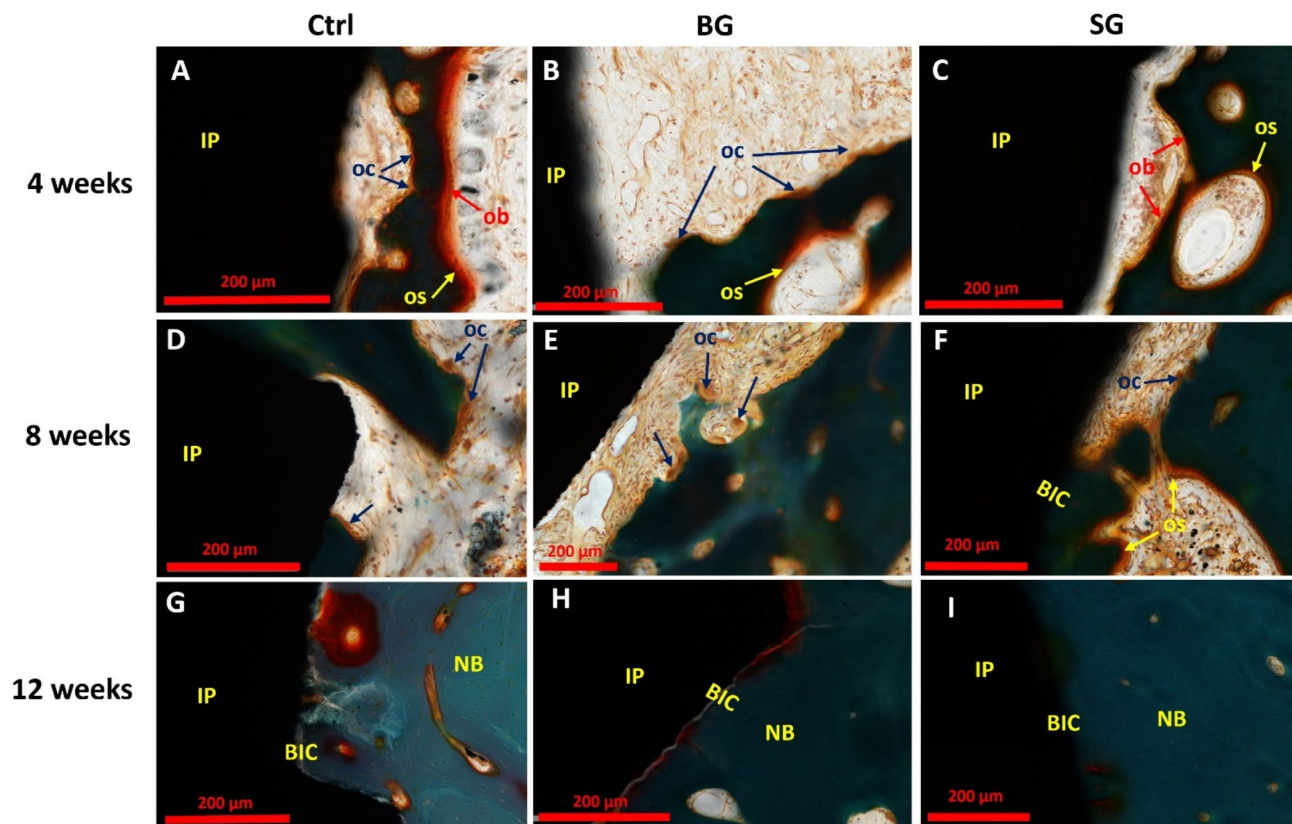 Ctrl BG SG
4 weeks
A
IP
oc
ob
os
200 µm
B
IP
oc
os
200 µm
C
IP
ob
os
200 µm
8 weeks
D
IP
oc
200 µm
E
IP
oc
200 µm
F
IP
oc
BIC
os
200 µm
12 weeks
G
IP
NB
BIC
200 µm
H
IP
BIC
NB
200 µm
I
IP
BIC
NB
200 µm